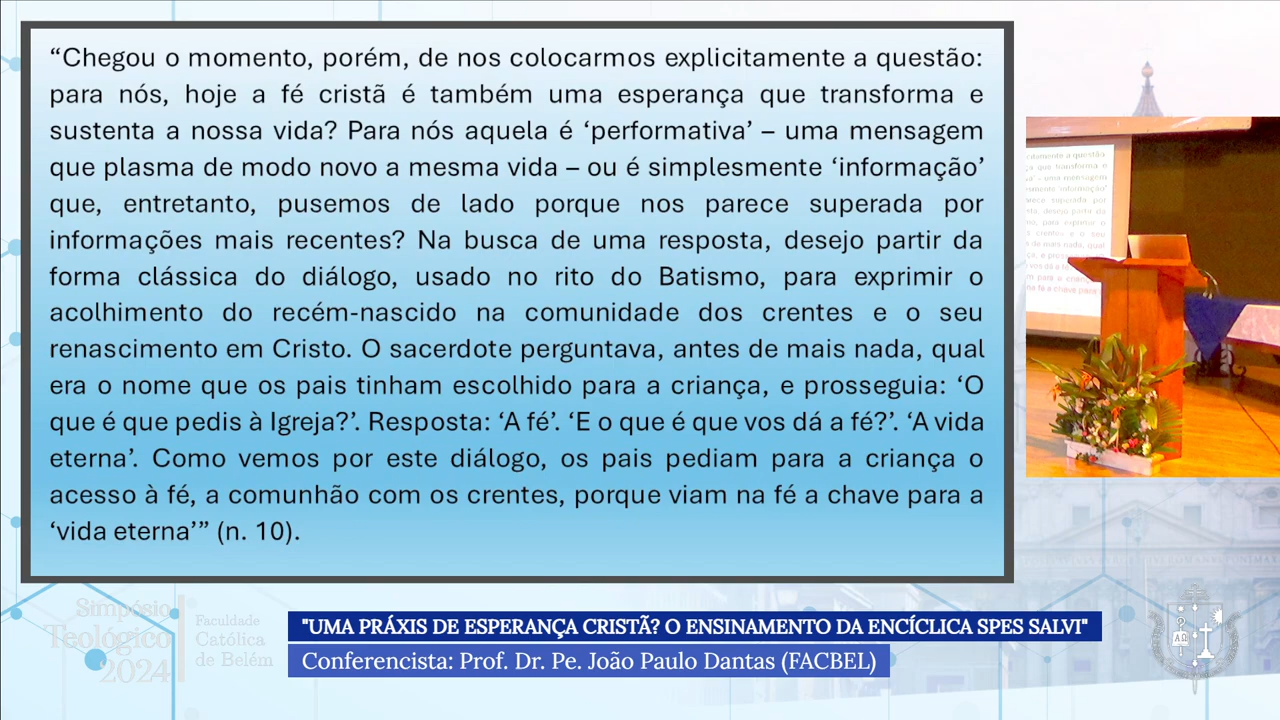 “Chegou o momento, porém, de nos colocarmos explicitamente a questão:
para nós, hoje a fé cristã é também uma esperança que transforma e
sustenta a nossa vida? Para nós aquela é ‘performativa’ – uma mensagem
que plasma de modo novo a mesma vida – ou é simplesmente ‘informação’
que, entretanto, pusemos de lado porque nos parece superada por
informações mais recentes? Na busca de uma resposta, desejo partir da
forma clássica do diálogo, usado no rito do Batismo, para exprimir o
acolhimento do recém-nascido na comunidade dos crentes e o seu
renascimento em Cristo. O sacerdote perguntava, antes de mais nada, qual
era o nome que os pais tinham escolhido para a criança, e prosseguia: ‘O
que é que pedis à Igreja?’. Resposta: ‘A fé’. ‘E o que é que vos dá a fé?’. ‘A vida
eterna’. Como vemos por este diálogo, os pais pediam para a criança o
acesso à fé, a comunhão com os crentes, porque viam na fé a chave para a
‘vida eterna’” (n. 10).
Simpósio
Teológico
2024
Faculdade
Católica
de Belém
"UMA PRÁXIS DE ESPERANÇA CRISTÃ? O ENSINAMENTO DA ENCÍCLICA SPES SALVI"
Conferencista: Prof. Dr. Pe. João Paulo Dantas (FACBEL)